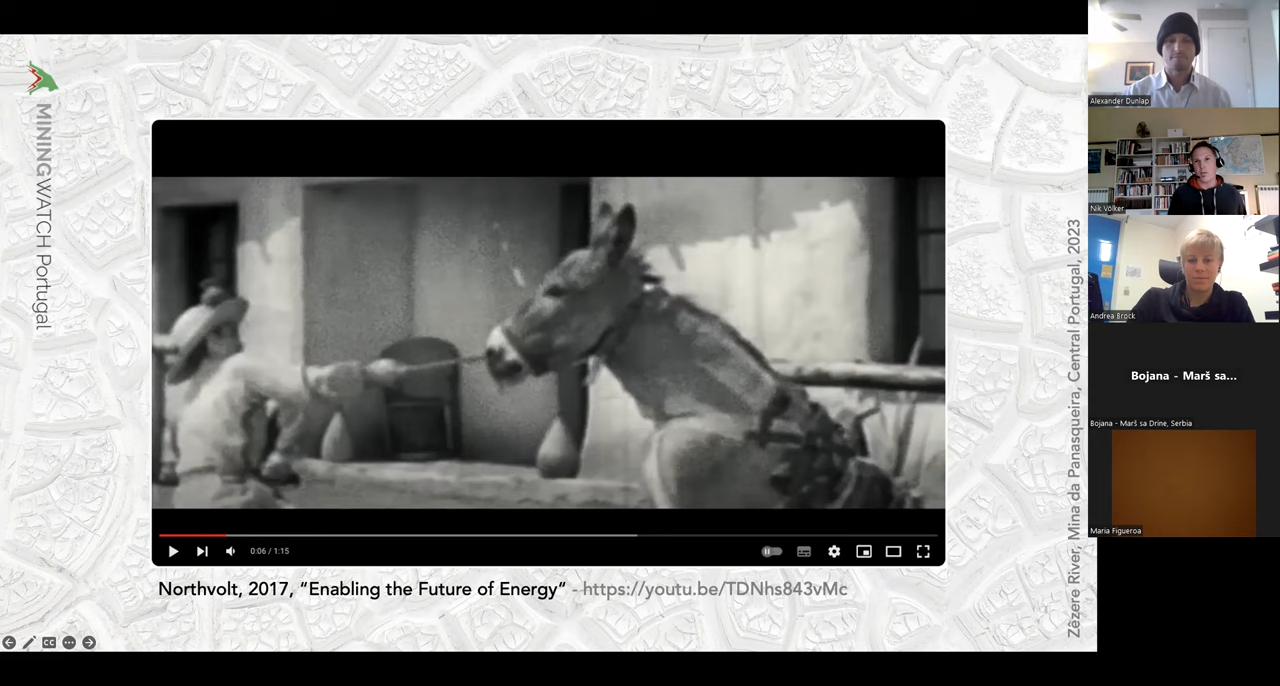 MININGWATCH Portugal
0:06 / 1:15
Northvolt, 2017, “Enabling the Future of Energy“ - https://youtu.be/TDNhs843vMc
Zêzere River, Mina da Panasqueira, Central Portugal, 2023
CC
Alexander Dunlap
Nik Völker
Andrea Brock
Bojana - Marš sa...
Bojana - Marš sa Drine, Serbia
Maria Figueroa